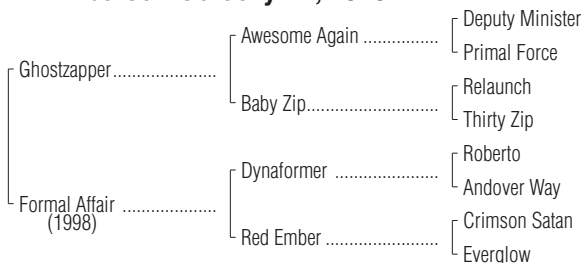 Deputy Minister
Awesome Again
Primal Force
Ghostzapper
Relaunch
Baby Zip
Thirty Zip
Roberto
Dynaformer
Andover Way
Formal Affair
(1998)
Crimson Satan
Red Ember
Everglow